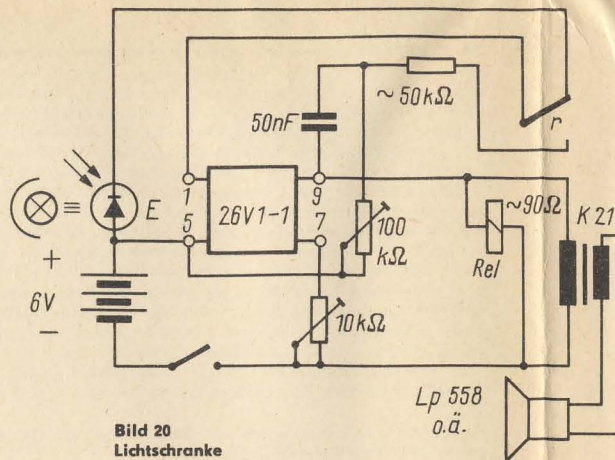 ~50kΩ
50nF
r
1
9
26V1-1
5
7
E
+
6V
−
100
kΩ
10kΩ
~90Ω
Rel
K 21
Lp 558
o.ä.
Bild 20
Lichtschranke